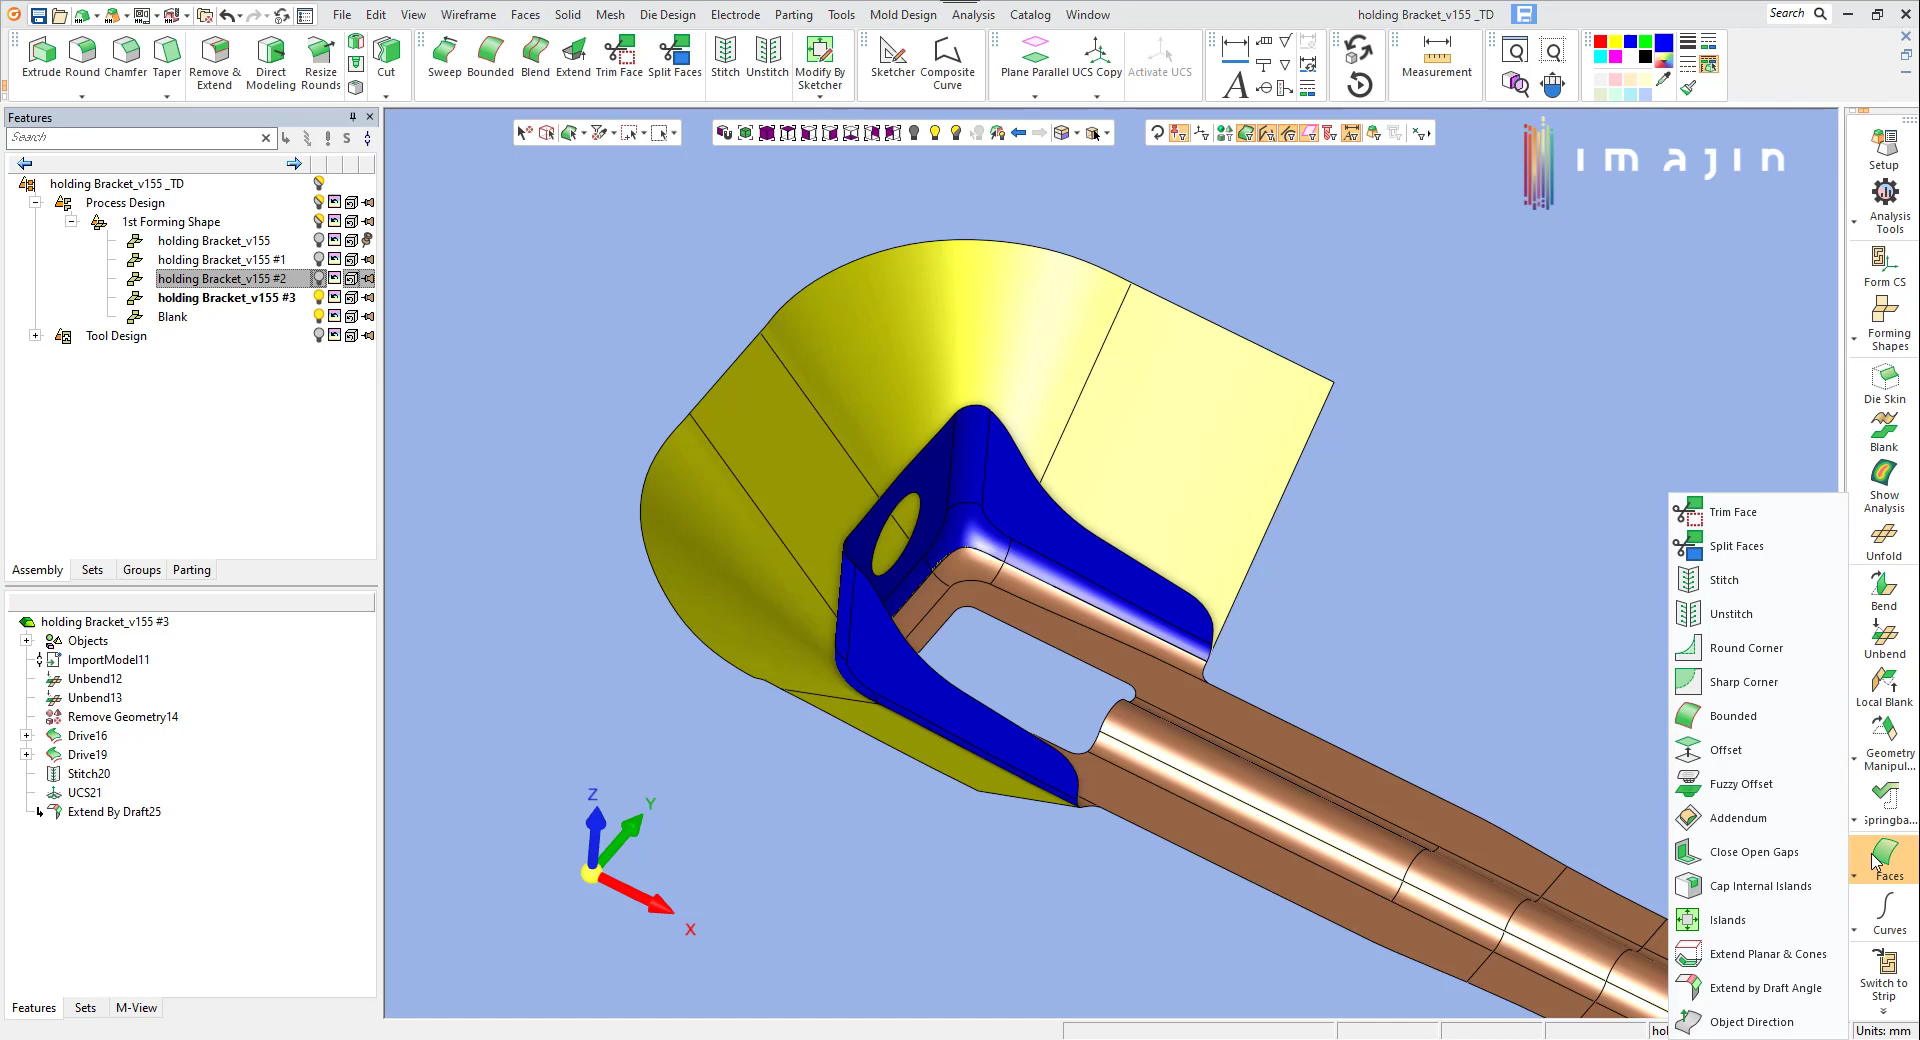 File Edit View Wireframe Faces Solid Mesh Die Design Electrode Parting Tools Mold Design Analysis Catalog Window
holding Bracket_v155 _TD
Search
Extrude Round Chamfer Taper Remove & Extend Direct Modeling Resize Rounds Cut
Sweep Bounded Blend Extend Trim Face Split Faces Stitch Unstitch Modify By Sketcher
Sketcher Composite Curve Plane Parallel UCS Copy Activate UCS Measurement
Features
Search
holding Bracket_v155 _TD
Process Design
1st Forming Shape
holding Bracket_v155
holding Bracket_v155 #1
holding Bracket_v155 #2
holding Bracket_v155 #3
Blank
Tool Design
Assembly Sets Groups Parting
holding Bracket_v155 #3
Objects
ImportModel11
Unbend12
Unbend13
Remove Geometry14
Drive16
Drive19
Stitch20
UCS21
Extend By Draft25
Features Sets M-View
imajin
Z
Y
X
Trim Face
Split Faces
Stitch
Unstitch
Round Corner
Sharp Corner
Bounded
Offset
Fuzzy Offset
Addendum
Close Open Gaps
Cap Internal Islands
Islands
Extend Planar & Cones
Extend by Draft Angle
Object Direction
Setup
Analysis
Tools
Form CS
Forming
Shapes
Die Skin
Blank
Show
Analysis
Unfold
Bend
Unbend
Local Blank
Geometry
Manipul...
Springba...
Faces
Curves
Switch to
Strip
hol
Units: mm